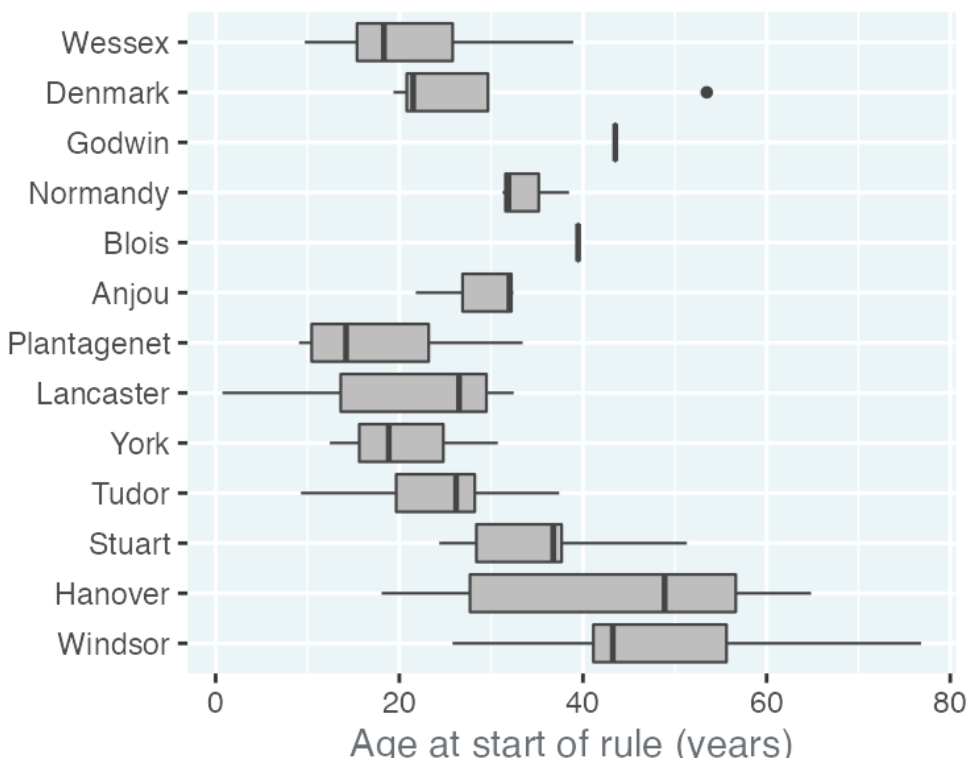 Wessex
Denmark
Godwin
Normandy
Blois
Anjou
Plantagenet
Lancaster
York
Tudor
Stuart
Hanover
Windsor
0 20 40 60 80
Age at start of rule (years)